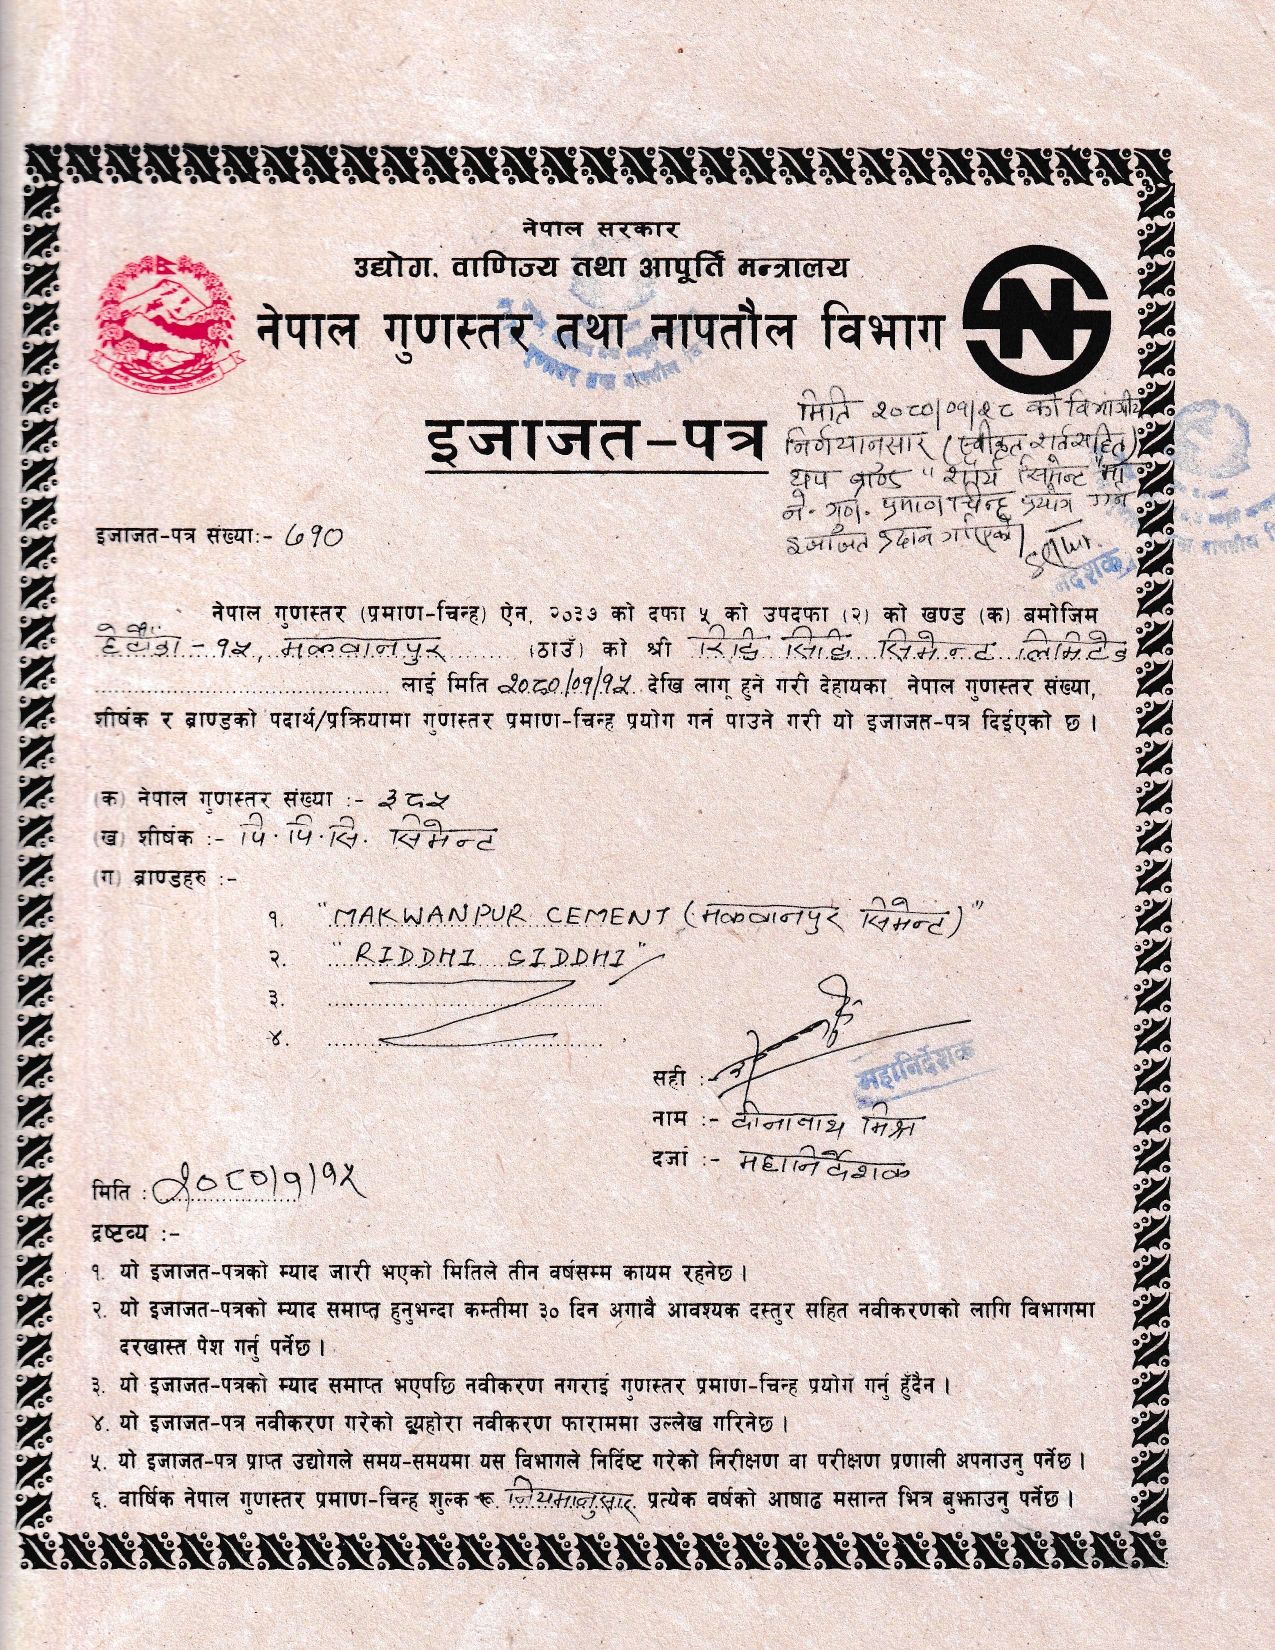 नेपाल सरकार
उद्योग, वाणिज्य तथा आपूर्ति मन्त्रालय
नेपाल गुणस्तर तथा नापतौल विभाग
इजाजत-पत्र
मिति २०८०/०१/२८ को विभागीय
निर्णयानुसार (स्वीकृत शर्तसहित)
थप ब्राण्ड "शौर्य सिमेन्ट" मा
ने. गुण. प्रमाण चिन्ह प्रयोग गर्न
इजाजत प्रदान गरिएको
निर्देशक
इजाजत-पत्र संख्या:- ७१०
नेपाल गुणस्तर (प्रमाण-चिन्ह) ऐन, २०३७ को दफा ५ को उपदफा (२) को खण्ड (क) बमोजिम
हेटौंडा - १५, मकवानपुर (ठाउँ) को श्री रिद्धि सिद्धि सिमेन्ट लिमिटेड
लाई मिति २०८०/०१/१५ देखि लागू हुने गरी देहायका नेपाल गुणस्तर संख्या,
शीर्षक र ब्राण्डको पदार्थ/प्रक्रियामा गुणस्तर प्रमाण-चिन्ह प्रयोग गर्न पाउने गरी यो इजाजत-पत्र दिईएको छ ।
(क) नेपाल गुणस्तर संख्या :- ३८५
(ख) शीर्षक :- पि. पि. सि. सिमेन्ट
(ग) ब्राण्डहरु :-
१. "MAKWANPUR CEMENT (मकवानपुर सिमेन्ट)"
२. "RIDDHI SIDDHI"
३.
४.
सही :-
महानिर्देशक
नाम :- दीनानाथ मिश्र
दर्जा :- महानिर्देशक
मिति : २०८०/१/१५
द्रष्टव्य :-
१. यो इजाजत-पत्रको म्याद जारी भएको मितिले तीन वर्षसम्म कायम रहनेछ ।
२. यो इजाजत-पत्रको म्याद समाप्त हुनुभन्दा कम्तीमा ३० दिन अगावै आवश्यक दस्तुर सहित नवीकरणको लागि विभागमा
दरखास्त पेश गर्नु पर्नेछ ।
३. यो इजाजत-पत्रको म्याद समाप्त भएपछि नवीकरण नगराई गुणस्तर प्रमाण-चिन्ह प्रयोग गर्नु हुँदैन ।
४. यो इजाजत-पत्र नवीकरण गरेको व्यहोरा नवीकरण फाराममा उल्लेख गरिनेछ ।
५. यो इजाजत-पत्र प्राप्त उद्योगले समय-समयमा यस विभागले निर्दिष्ट गरेको निरीक्षण वा परीक्षण प्रणाली अपनाउनु पर्नेछ ।
६. वार्षिक नेपाल गुणस्तर प्रमाण-चिन्ह शुल्क रू. नियमानुसार प्रत्येक वर्षको आषाढ मसान्त भित्र बुझाउनु पर्नेछ ।